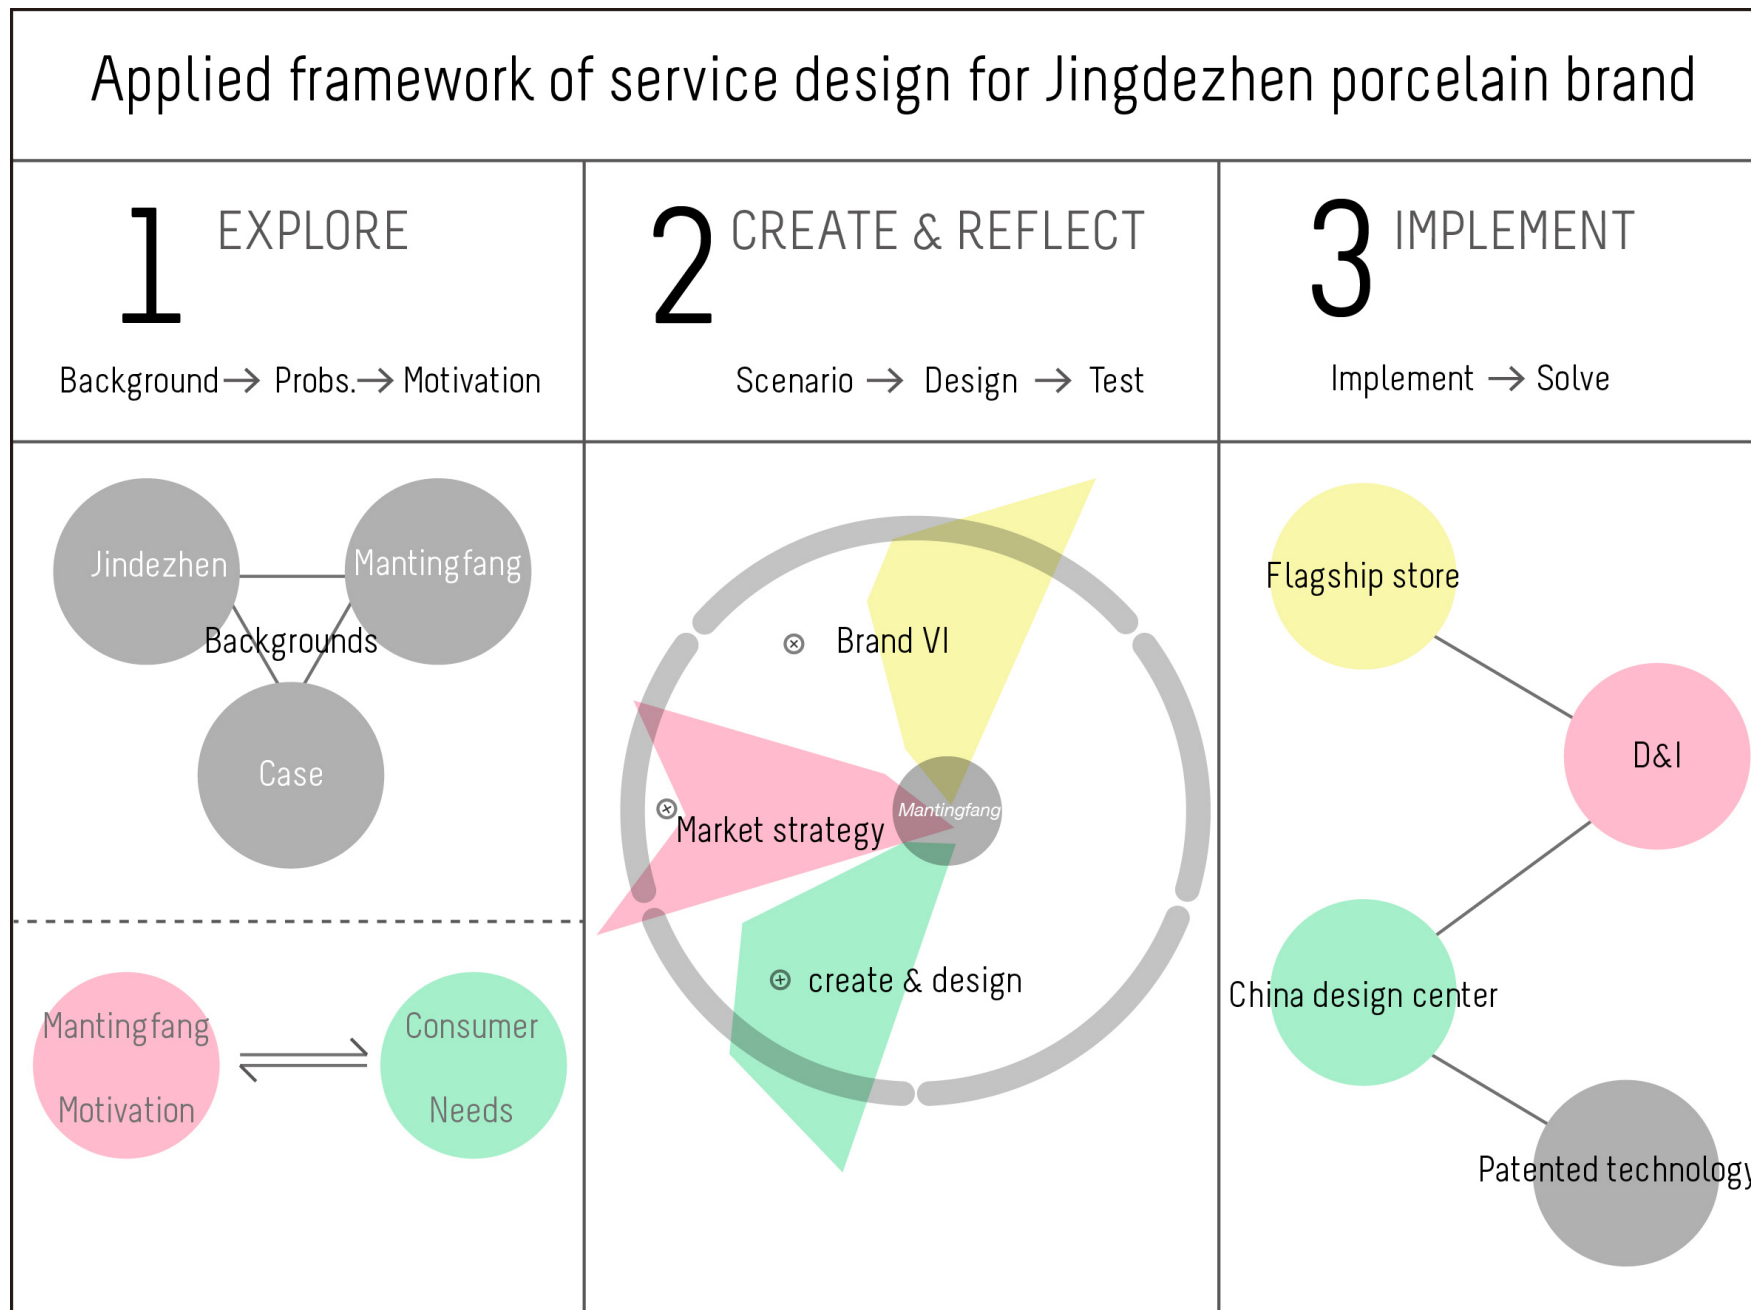 Applied framework of service design for Jingdezhen porcelain brand
1 EXPLORE
Background → Probs. → Motivation
2 CREATE & REFLECT
Scenario → Design → Test
3 IMPLEMENT
Implement → Solve
Jindezhen
Mantingfang
Backgrounds
Case
Mantingfang
Motivation
Consumer
Needs
Brand VI
Market strategy
Mantingfang
create & design
Flagship store
D&I
China design center
Patented technology